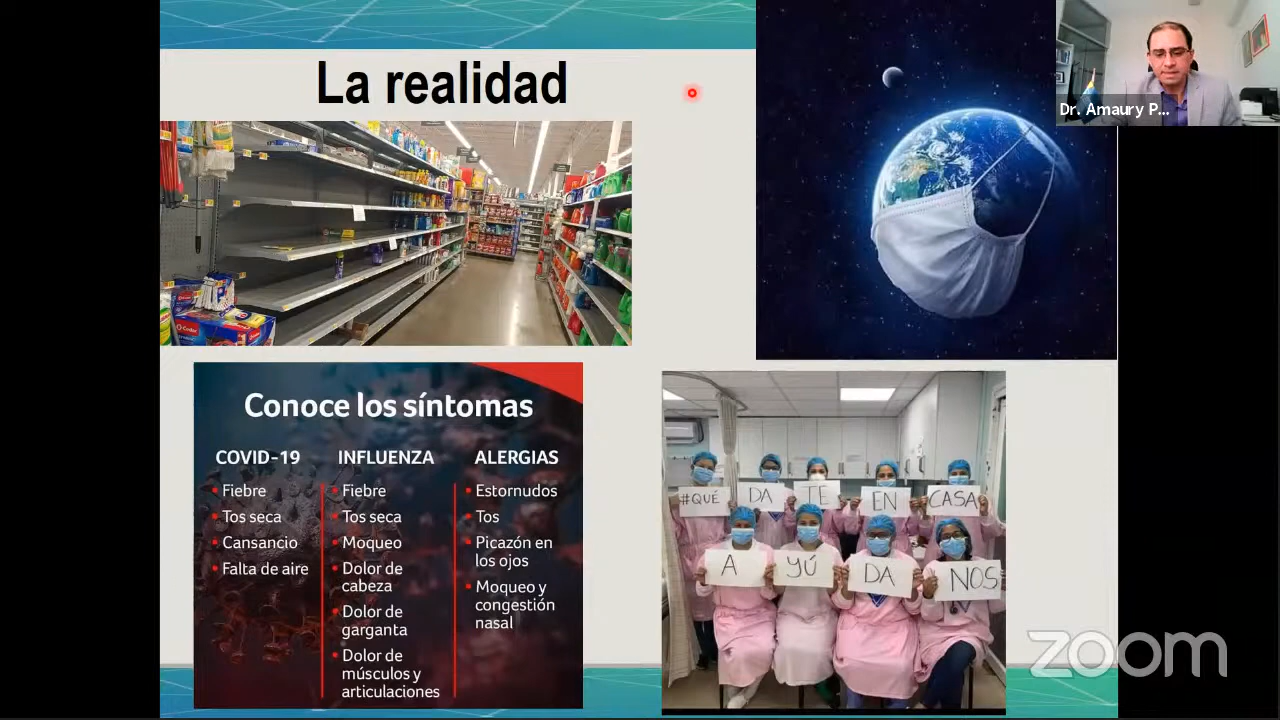 La realidad
Dr. Amaury P...
Conoce los síntomas
COVID-19
Fiebre
Tos seca
Cansancio
Falta de aire
INFLUENZA
Fiebre
Tos seca
Moqueo
Dolor de
cabeza
Dolor de
garganta
Dolor de
músculos y
articulaciones
ALERGIAS
Estornudos
Tos
Picazón en
los ojos
Moqueo y
congestión
nasal
#QUÉ DA TE EN CASA
A YÚ DA NOS
zoom